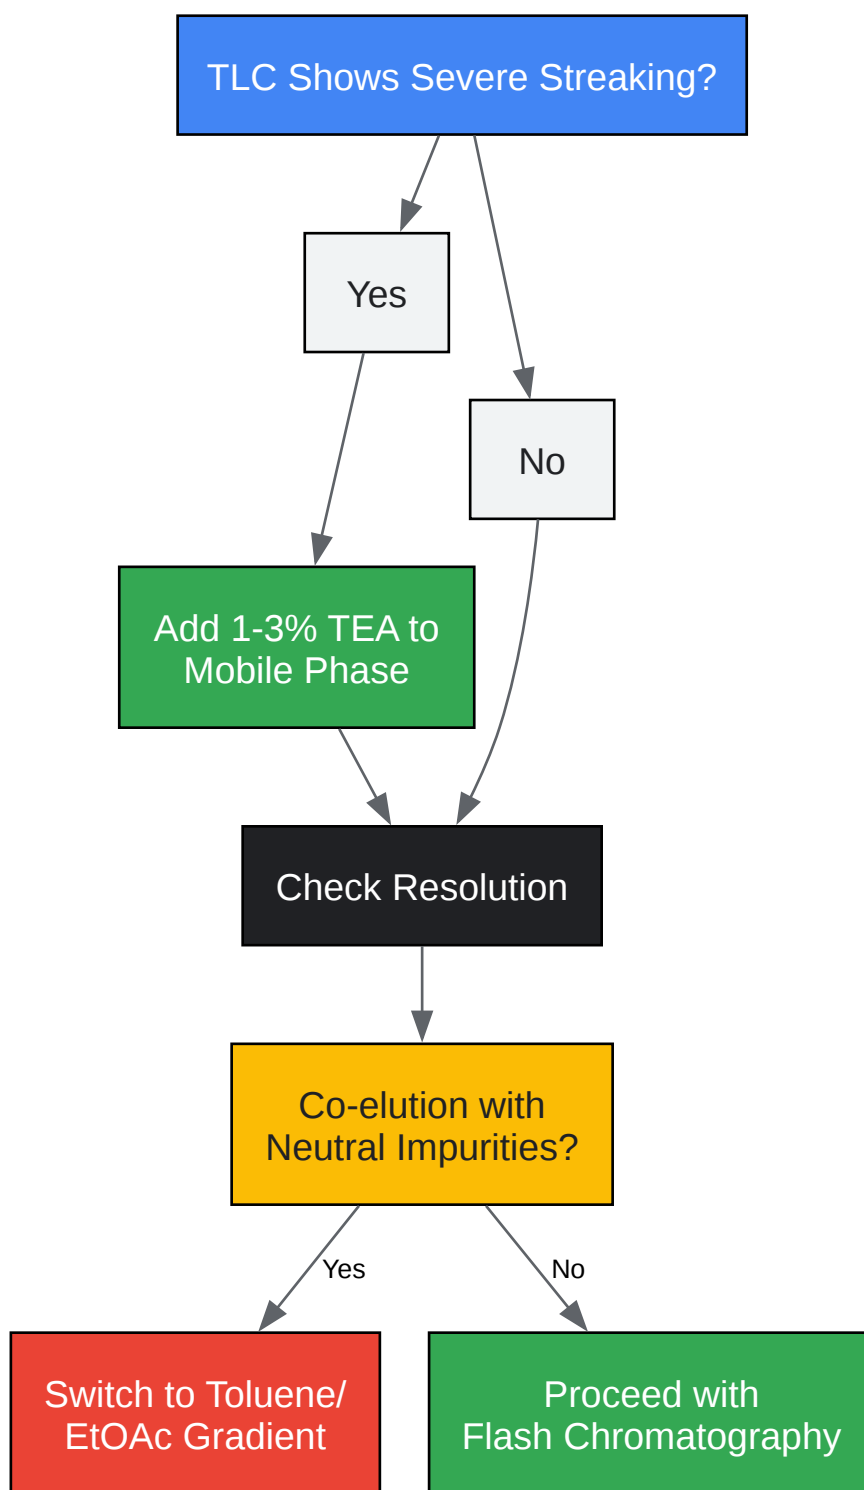 TLC Shows Severe Streaking?
Yes
No
Add 1-3% TEA to
Mobile Phase
Check Resolution
Co-elution with
Neutral Impurities?
Yes
No
Switch to Toluene/
EtOAc Gradient
Proceed with
Flash Chromatography